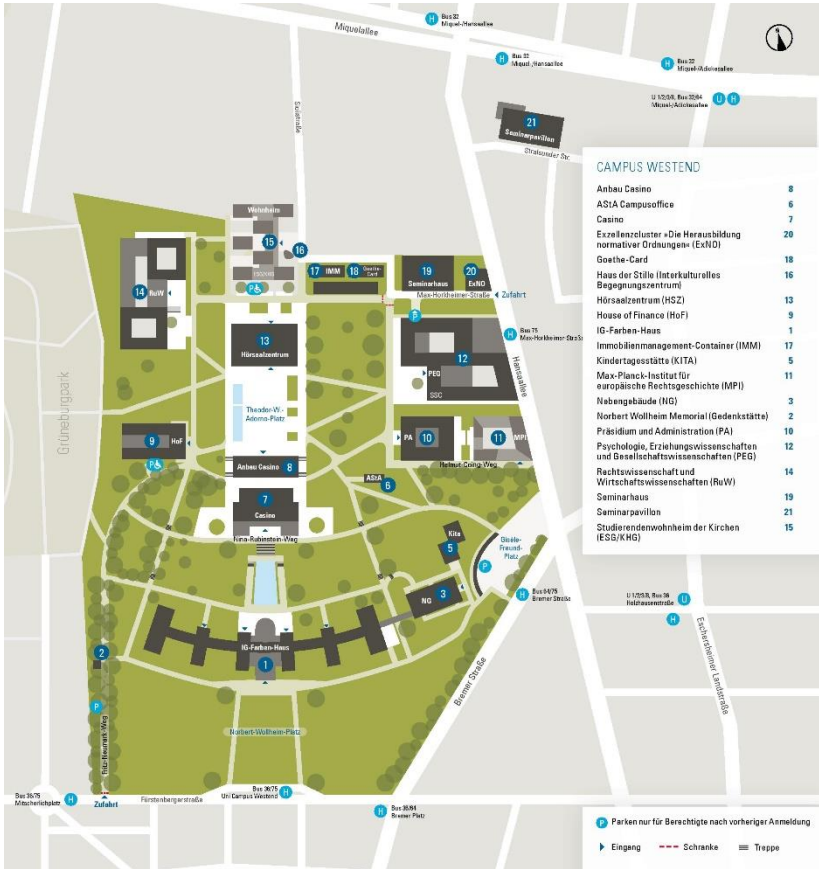 Bus 32
Miquel-/Hansaallee
Miquelallee
Bus 32
Miquel-/Hansaallee
Bus 32
Miquel-/Adickesallee
U 1/2/3/8, Bus 32/64
Miquel-/Adickesallee
Siolistraße
21
Seminarpavillon
Stralsunder Str.
CAMPUS WESTEND
Anbau Casino 8
AStA Campusoffice 6
Casino 7
Exzellenzcluster »Die Herausbildung
normativer Ordnungen« (ExNO) 20
Goethe-Card 18
Haus der Stille (Interkulturelles
Begegnungszentrum) 16
Hörsaalzentrum (HSZ) 13
House of Finance (HoF) 9
IG-Farben-Haus 1
Immobilienmanagement-Container (IMM) 17
Kindertagesstätte (KITA) 5
Max-Planck-Institut für
europäische Rechtsgeschichte (MPI) 11
Nebengebäude (NG) 3
Norbert Wollheim Memorial (Gedenkstätte) 2
Präsidium und Administration (PA) 10
Psychologie, Erziehungswissenschaften
und Gesellschaftswissenschaften (PEG) 12
Rechtswissenschaft und
Wirtschaftswissenschaften (RuW) 14
Seminarhaus 19
Seminarpavillon 21
Studierendenwohnheim der Kirchen
(ESG/KHG) 15
Wohnheim
15
16
ESG/KHG
P
17 IMM
18 Goethe-
Card
19
Seminarhaus
20
ExNO
Max-Horkheimer-Straße
Zufahrt
14 RuW
P
Bus 75
Max-Horkheimer-Straße
Hansaallee
13
Hörsaalzentrum
12
PEG
SSC
Grüneburgpark
Theodor-W.-
Adorno-Platz
9 HoF
P
PA 10
11 MPI
Helmut-Coing-Weg
Anbau Casino 8
AStA
6
7
Casino
Nina-Rubinstein-Weg
Kita
5
Gisèle-
Freund-
Platz
P
NG 3
Bus 64/75
Bremer Straße
U 1/2/3/8, Bus 36
Holzhausenstraße
Eschersheimer Landstraße
2
IG-Farben-Haus
1
Bremer Straße
P
Fritz-Neumark-Weg
Norbert-Wollheim-Platz
Bus 36/75
Mitscherlichplatz
Zufahrt
Fürstenbergerstraße
Bus 36/75
Uni Campus Westend
Bus 36/64
Bremer Platz
P Parken nur für Berechtigte nach vorheriger Anmeldung
Eingang Schranke Treppe